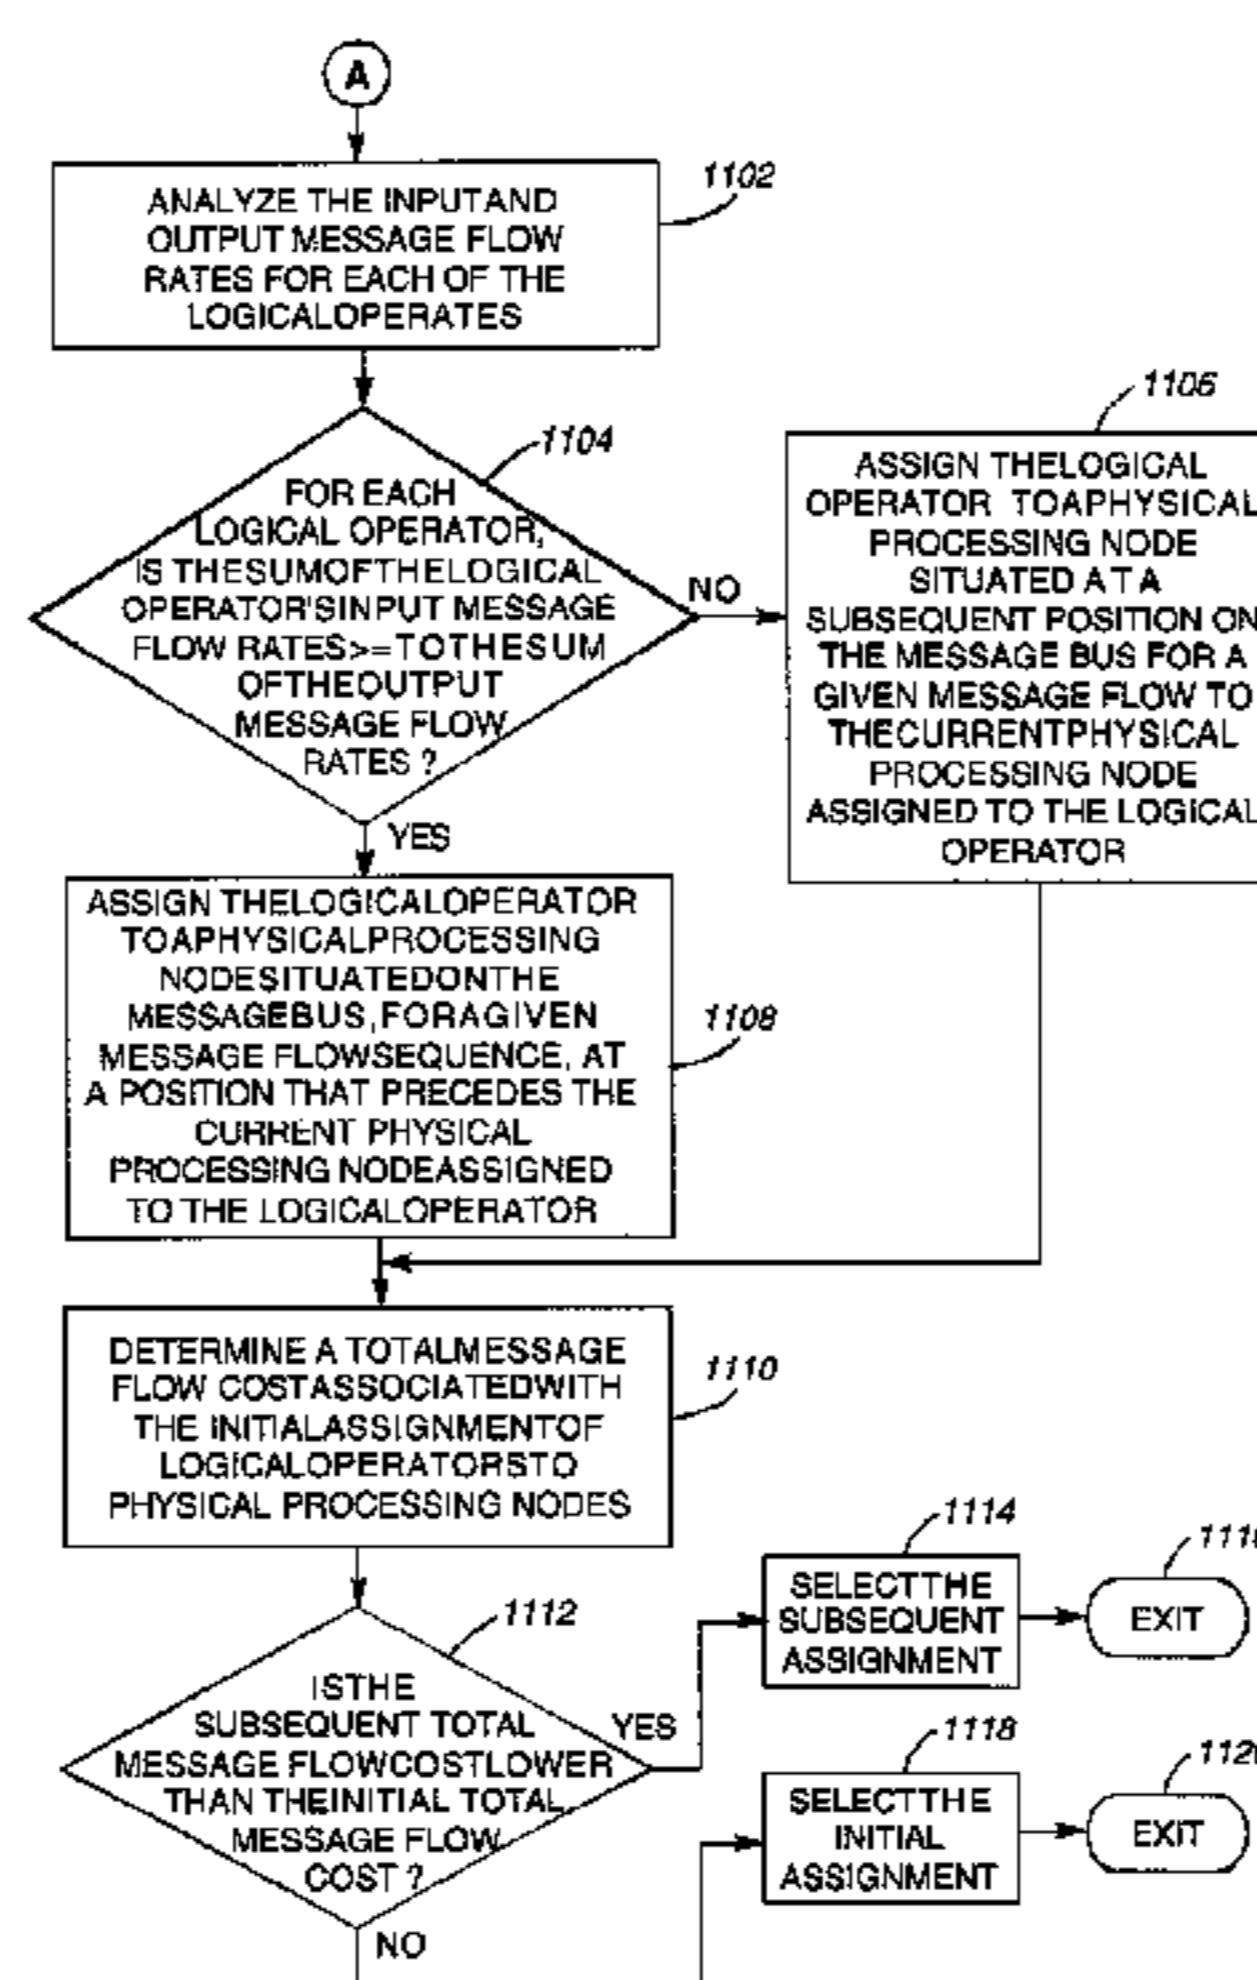 A
1102
ANALYZE THE INPUTAND
OUTPUT MESSAGE FLOW
RATES FOR EACH OF THE
LOGICALOPERATES
1104
FOR EACH
LOGICAL OPERATOR,
IS THESUMOFTHELOGICAL
OPERATOR'SINPUT MESSAGE
FLOW RATES>=TOTHESUM
OFTHEOUTPUT
MESSAGE FLOW
RATES ?
NO
YES
1106
ASSIGN THELOGICAL
OPERATOR TOAPHYSICAL
PROCESSING NODE
SITUATED AT A
SUBSEQUENT POSITION ON
THE MESSAGE BUS FOR A
GIVEN MESSAGE FLOW TO
THECURRENTPHYSICAL
PROCESSING NODE
ASSIGNED TO THE LOGICAL
OPERATOR
ASSIGN THELOGICALOPERATOR
TOAPHYSICALPROCESSING
NODESITUATEDONTHE
MESSAGEBUS,FORAGIVEN
MESSAGE FLOWSEQUENCE, AT
A POSITION THAT PRECEDES THE
CURRENT PHYSICAL
PROCESSING NODEASSIGNED
TO THE LOGICALOPERATOR
1108
DETERMINE A TOTALMESSAGE
FLOW COSTASSOCIATEDWITH
THE INITIALASSIGNMENTOF
LOGICALOPERATORSTO
PHYSICAL PROCESSING NODES
1110
1112
ISTHE
SUBSEQUENT TOTAL
MESSAGE FLOWCOSTLOWER
THAN THEINITIAL TOTAL
MESSAGE FLOW
COST ?
YES
NO
1114
SELECTTHE
SUBSEQUENT
ASSIGNMENT
EXIT
1118
SELECTTHE
INITIAL
ASSIGNMENT
EXIT